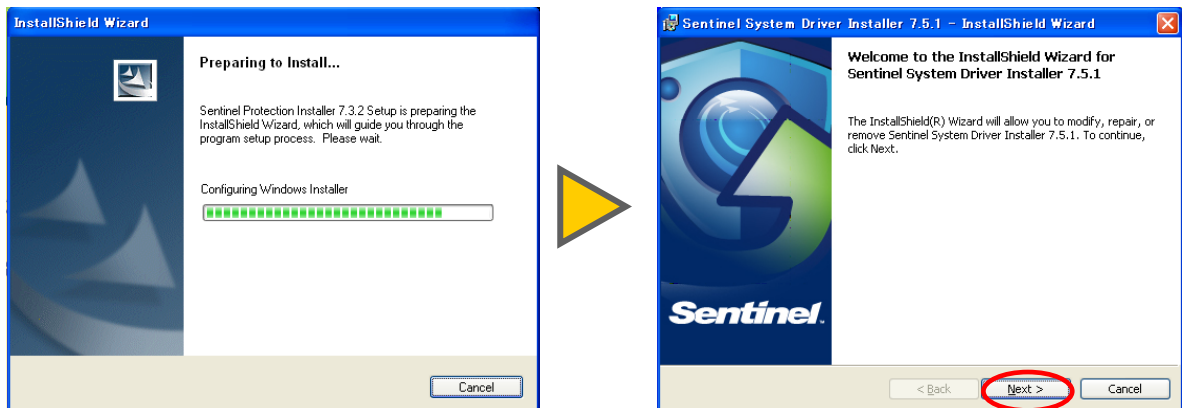 InstallShield Wizard
Preparing to Install...
Sentinel Protection Installer 7.3.2 Setup is preparing the
InstallShield Wizard, which will guide you through the
program setup process.  Please wait.
Configuring Windows Installer
Cancel
Sentinel System Driver Installer 7.5.1 - InstallShield Wizard
Welcome to the InstallShield Wizard for
Sentinel System Driver Installer 7.5.1
The InstallShield(R) Wizard will allow you to modify, repair, or
remove Sentinel System Driver Installer 7.5.1. To continue,
click Next.
Sentinel.
< Back
Next >
Cancel